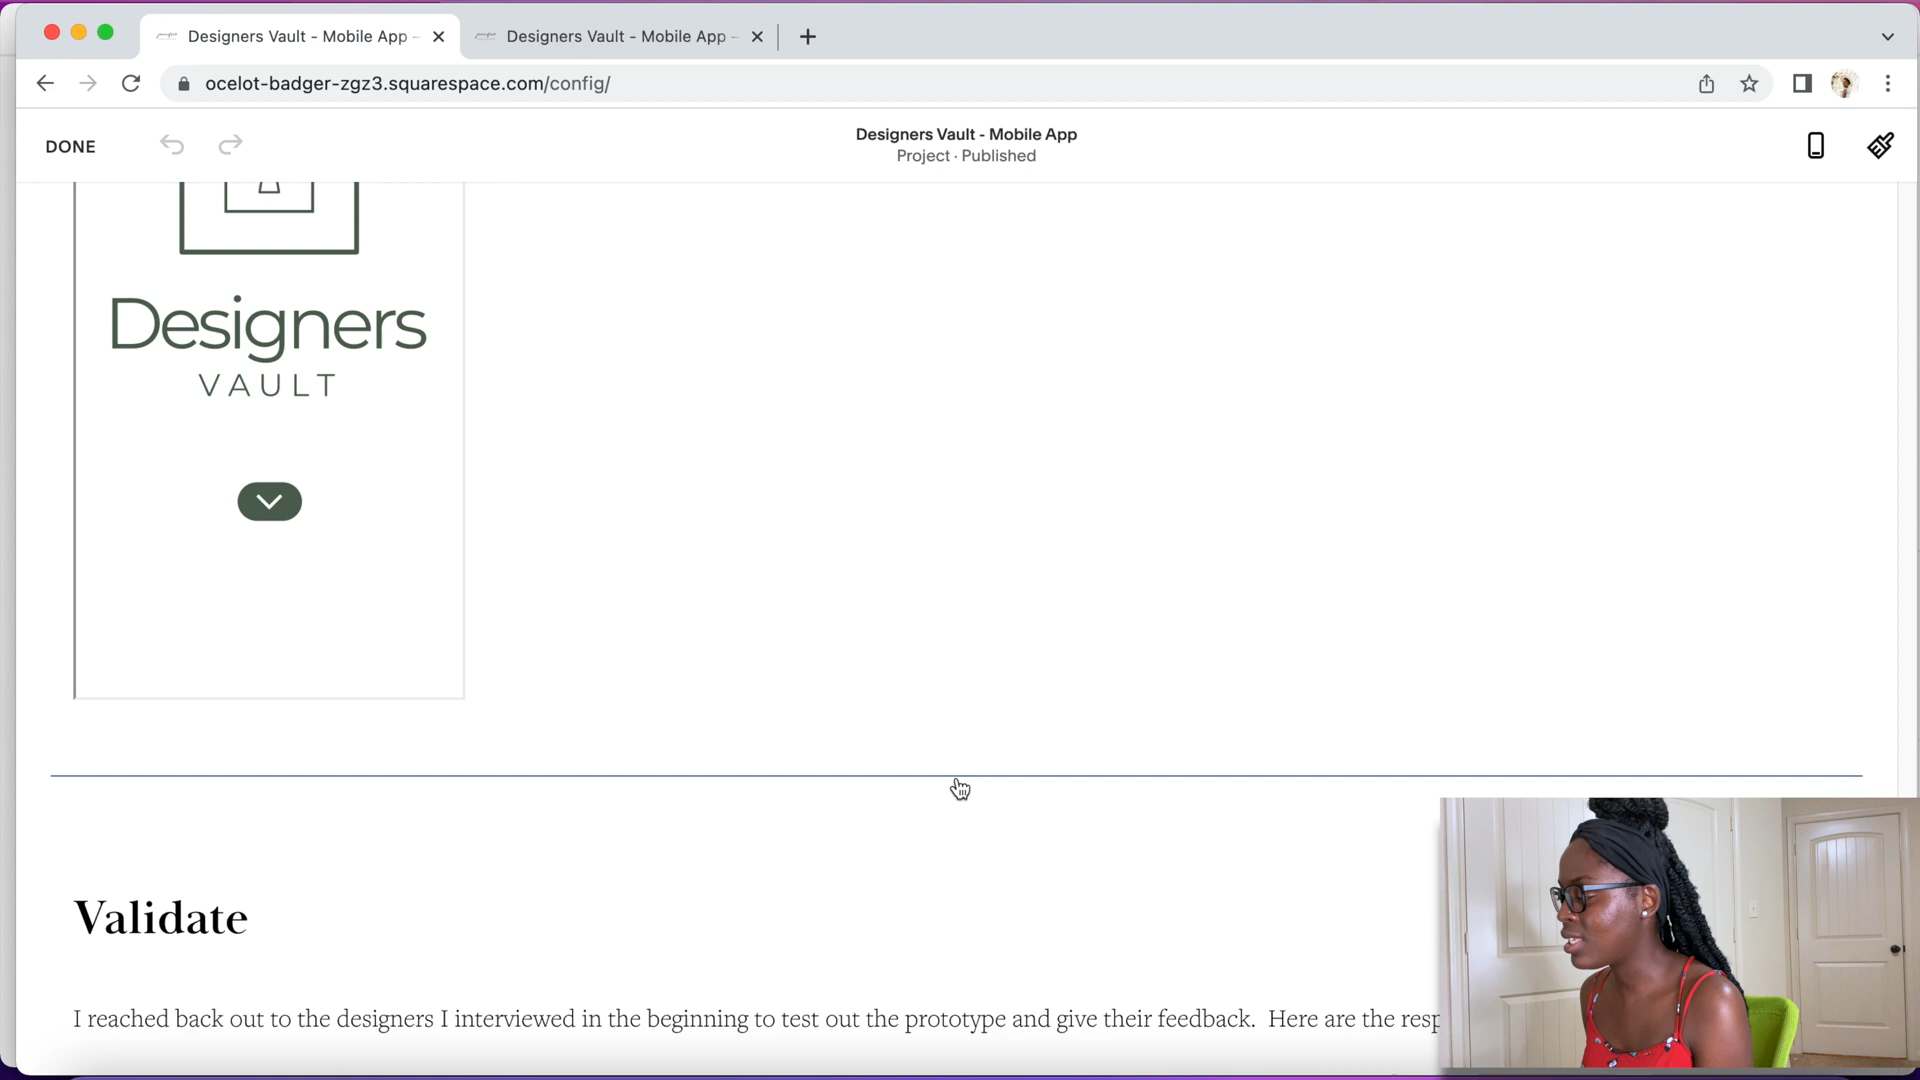 Designers Vault - Mobile App -
Designers Vault - Mobile App -
ocelot-badger-zgz3.squarespace.com/config/
DONE
Designers Vault - Mobile App
Project · Published
Designers
VAULT
Validate
I reached back out to the designers I interviewed in the beginning to test out the prototype and give their feedback. Here are the resp